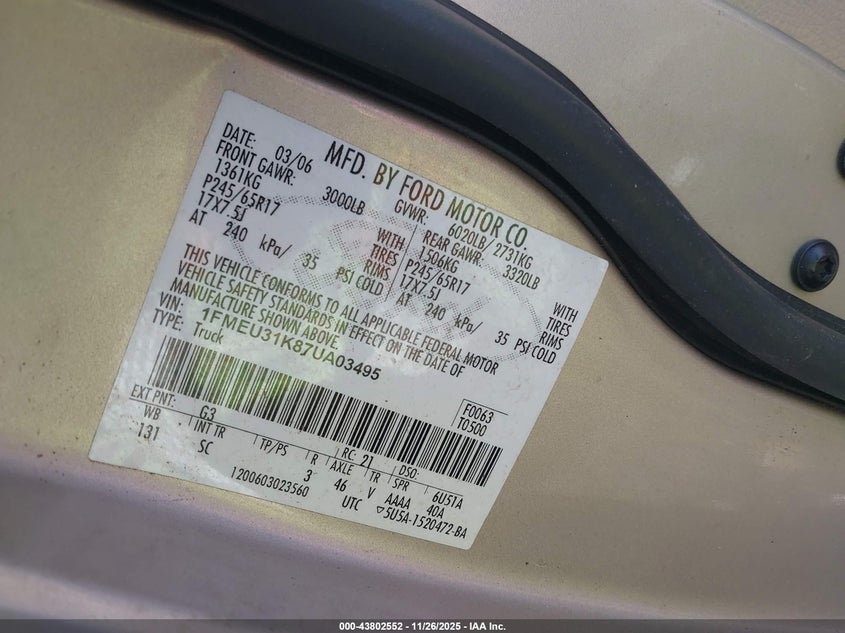 MFD. BY FORD MOTOR CO.
DATE: 03/06 GVWR: 6020LB/2731KG
FRONT GAWR: 3000LB REAR GAWR: 3320LB
1361KG WITH 1506KG WITH
P245/65R17 TIRES P245/65R17 TIRES
17X7.5J RIMS 17X7.5J RIMS
AT 240 kPa/ 35 PSI COLD AT 240 kPa/ 35 PSI COLD
THIS VEHICLE CONFORMS TO ALL APPLICABLE FEDERAL MOTOR
VEHICLE SAFETY STANDARDS IN EFFECT ON THE DATE OF
MANUFACTURE SHOWN ABOVE
VIN: 1FMEU31K87UA03495
TYPE: Truck
F0063
T0500
EXT PNT: G3 RC: 21 DSO:
WB INT TR TP/PS R AXLE TR SPR 6U51A
131 SC 3 46 V AAAA 40A
1200603023560 UTC ▽5U5A-1520472-BA
000-43802552 - 11/26/2025 - IAA Inc.